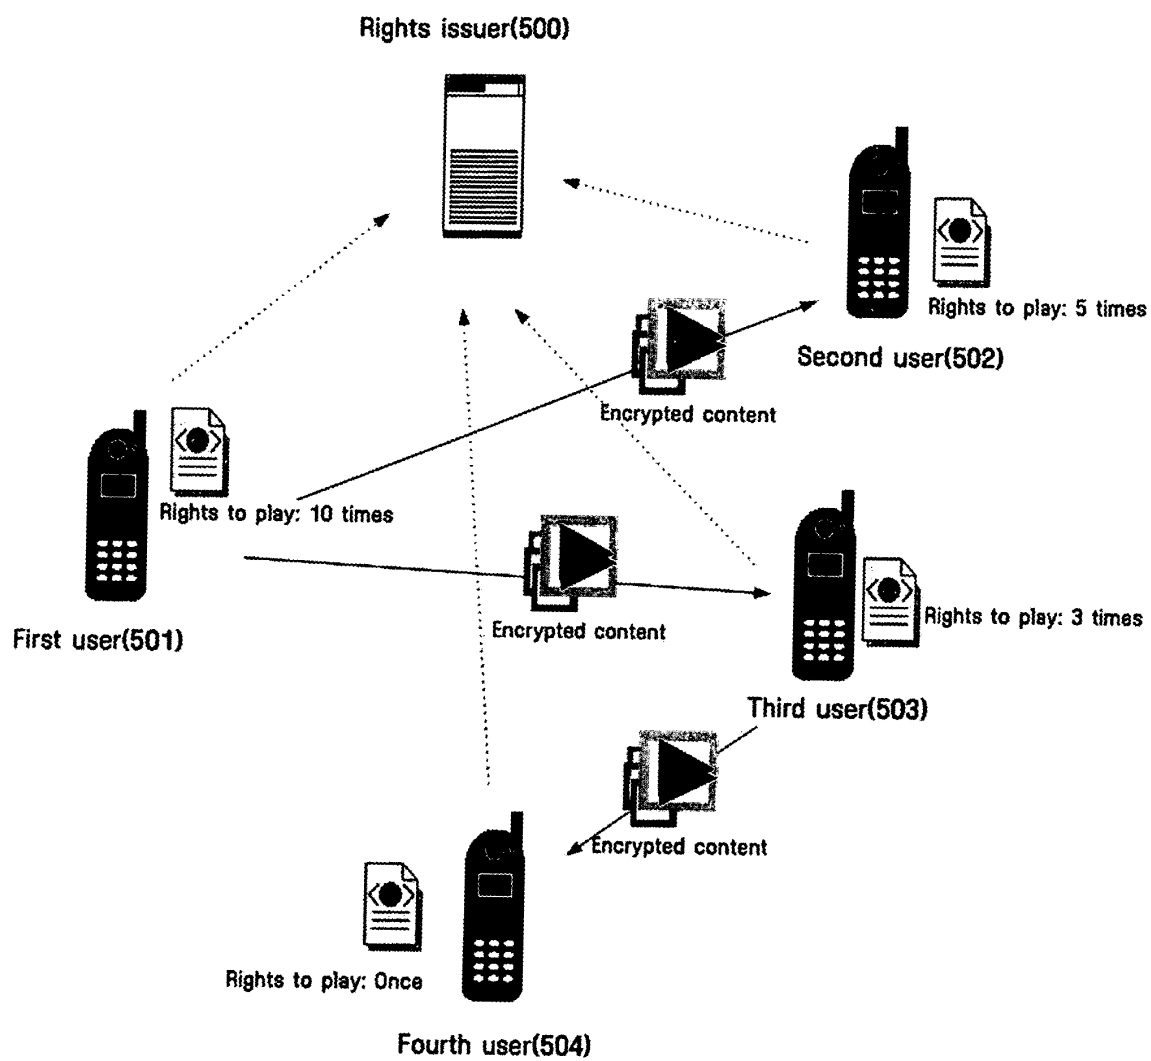 Rights issuer(500)
Rights to play: 5 times
Second user(502)
Encrypted content
Rights to play: 10 times
First user(501)
Encrypted content
Rights to play: 3 times
Third user(503)
Encrypted content
Rights to play: Once
Fourth user(504)